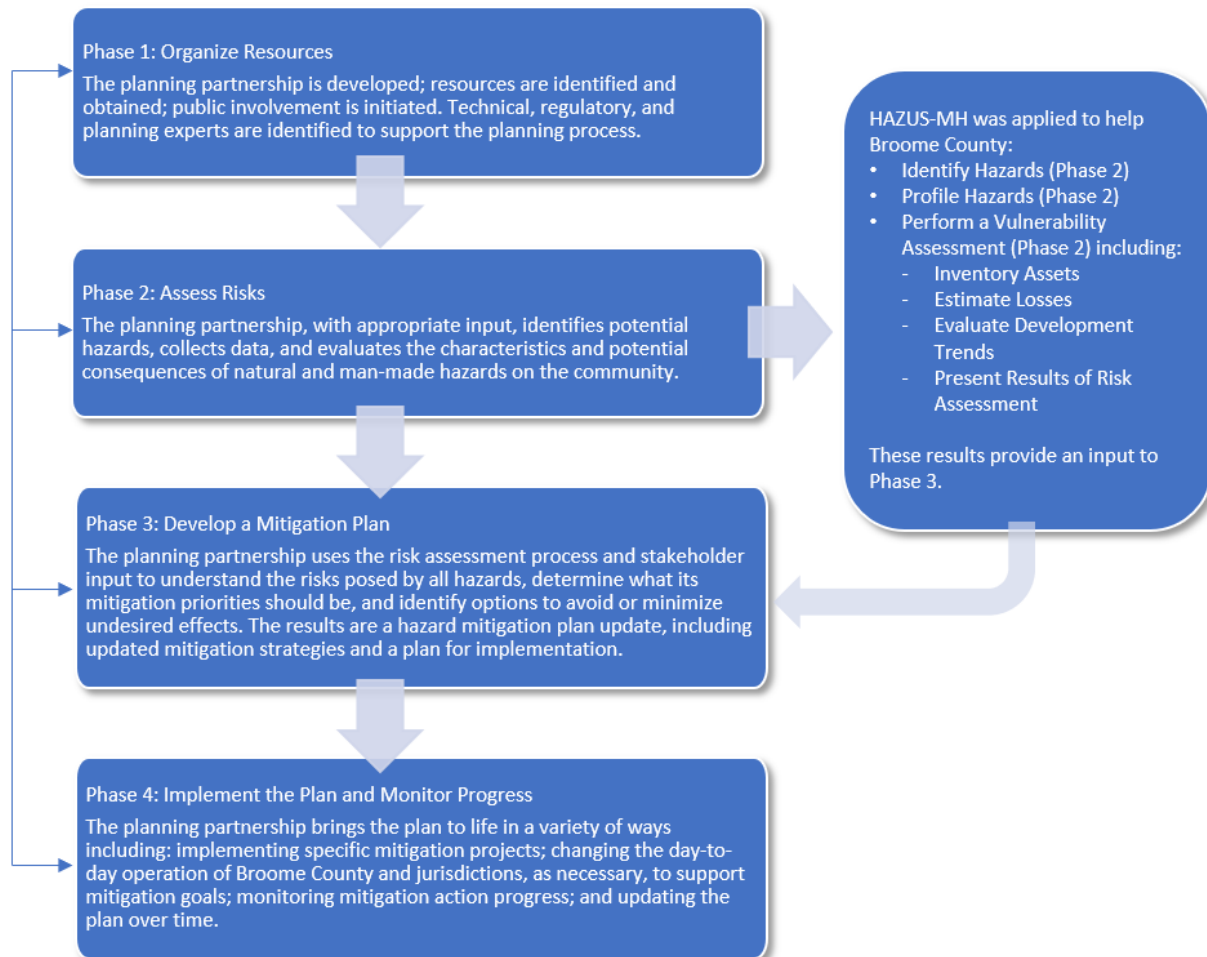 Phase 1: Organize Resources
The planning partnership is developed; resources are identified and
obtained; public involvement is initiated. Technical, regulatory, and
planning experts are identified to support the planning process.
Phase 2: Assess Risks
The planning partnership, with appropriate input, identifies potential
hazards, collects data, and evaluates the characteristics and potential
consequences of natural and man-made hazards on the community.
HAZUS-MH was applied to help
Broome County:
• Identify Hazards (Phase 2)
• Profile Hazards (Phase 2)
• Perform a Vulnerability
Assessment (Phase 2) including:
- Inventory Assets
- Estimate Losses
- Evaluate Development
Trends
- Present Results of Risk
Assessment
These results provide an input to
Phase 3.
Phase 3: Develop a Mitigation Plan
The planning partnership uses the risk assessment process and stakeholder
input to understand the risks posed by all hazards, determine what its
mitigation priorities should be, and identify options to avoid or minimize
undesired effects. The results are a hazard mitigation plan update, including
updated mitigation strategies and a plan for implementation.
Phase 4: Implement the Plan and Monitor Progress
The planning partnership brings the plan to life in a variety of ways
including: implementing specific mitigation projects; changing the day-to-
day operation of Broome County and jurisdictions, as necessary, to support
mitigation goals; monitoring mitigation action progress; and updating the
plan over time.